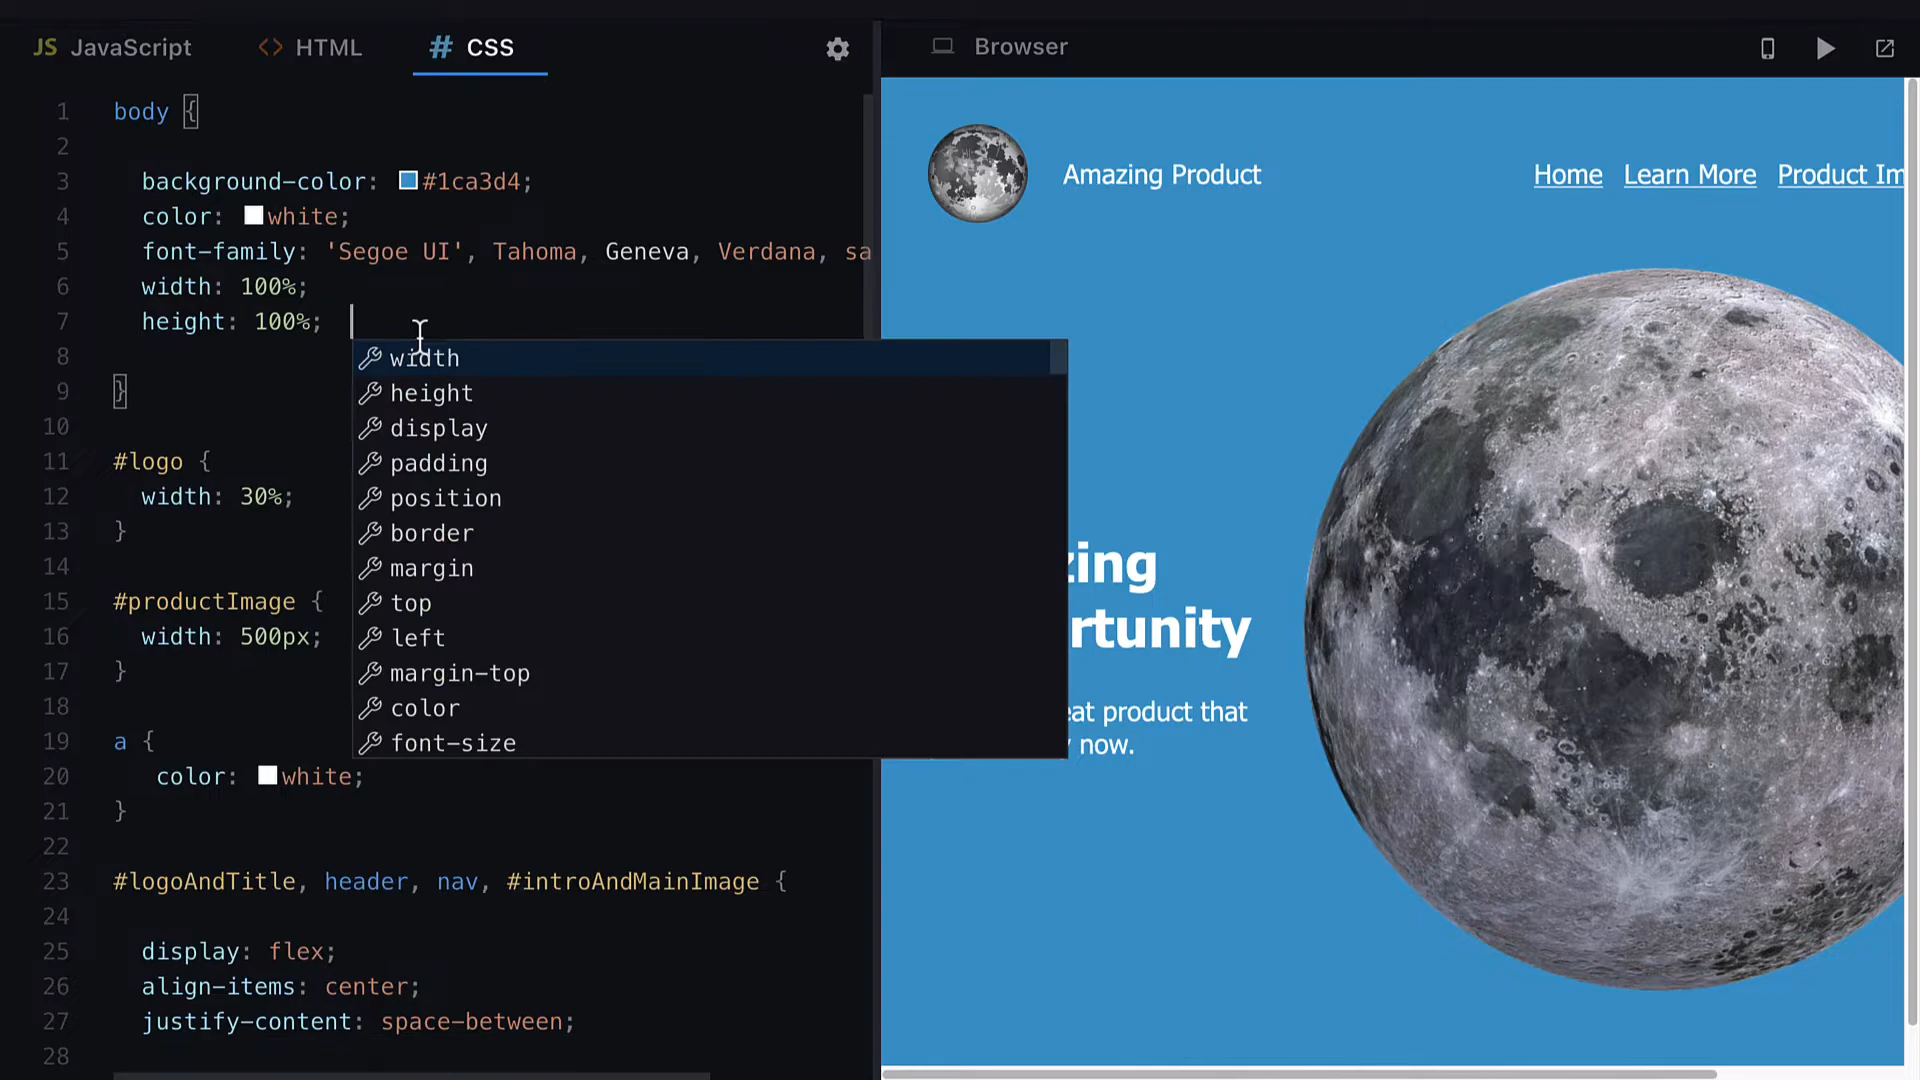 JS JavaScript
<> HTML
# CSS
Browser
1 body {
2
3 background-color: #1ca3d4;
4 color: white;
5 font-family: 'Segoe UI', Tahoma, Geneva, Verdana, sa
6 width: 100%;
7 height: 100%;
8
9 }
10
11 #logo {
12 width: 30%;
13 }
14
15 #productImage {
16 width: 500px;
17 }
18
19 a {
20 color: white;
21 }
22
23 #logoAndTitle, header, nav, #introAndMainImage {
24
25 display: flex;
26 align-items: center;
27 justify-content: space-between;
28
width
height
display
padding
position
border
margin
top
left
margin-top
color
font-size
Amazing Product
Home Learn More Product Im
zing
rtunity
eat product that
now.